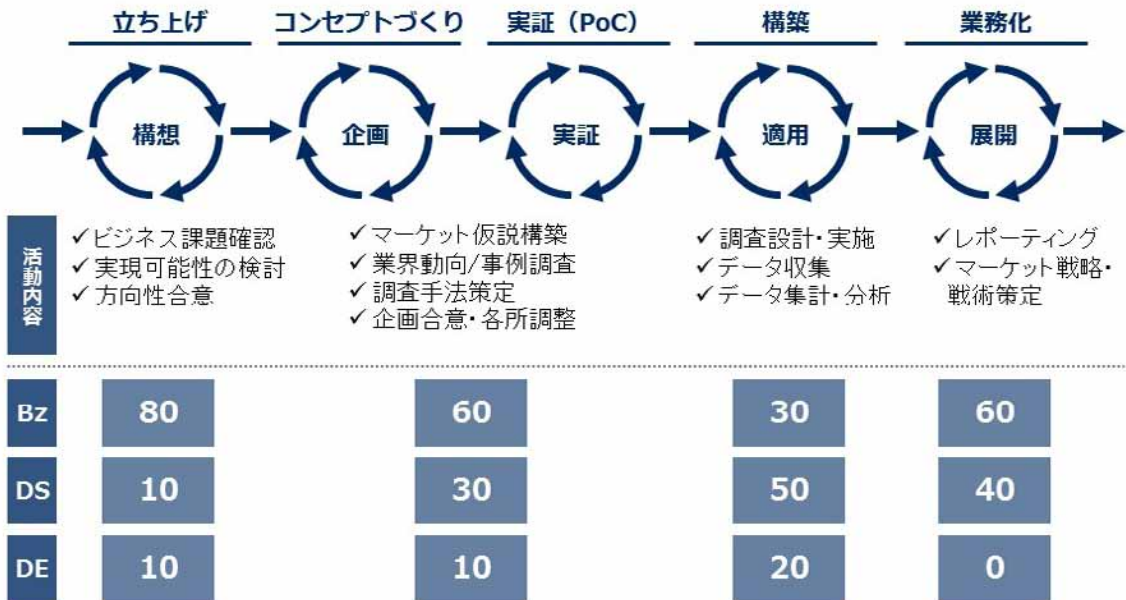 立ち上げ
コンセプトづくり
実証（PoC）
構築
業務化
構想
企画
実証
適用
展開
活動内容
✓ビジネス課題確認
✓実現可能性の検討
✓方向性合意
✓マーケット仮説構築
✓業界動向/事例調査
✓調査手法策定
✓企画合意・各所調整
✓調査設計・実施
✓データ収集
✓データ集計・分析
✓レポーティング
✓マーケット戦略・
戦術策定
Bz 80 60 30 60
DS 10 30 50 40
DE 10 10 20 0